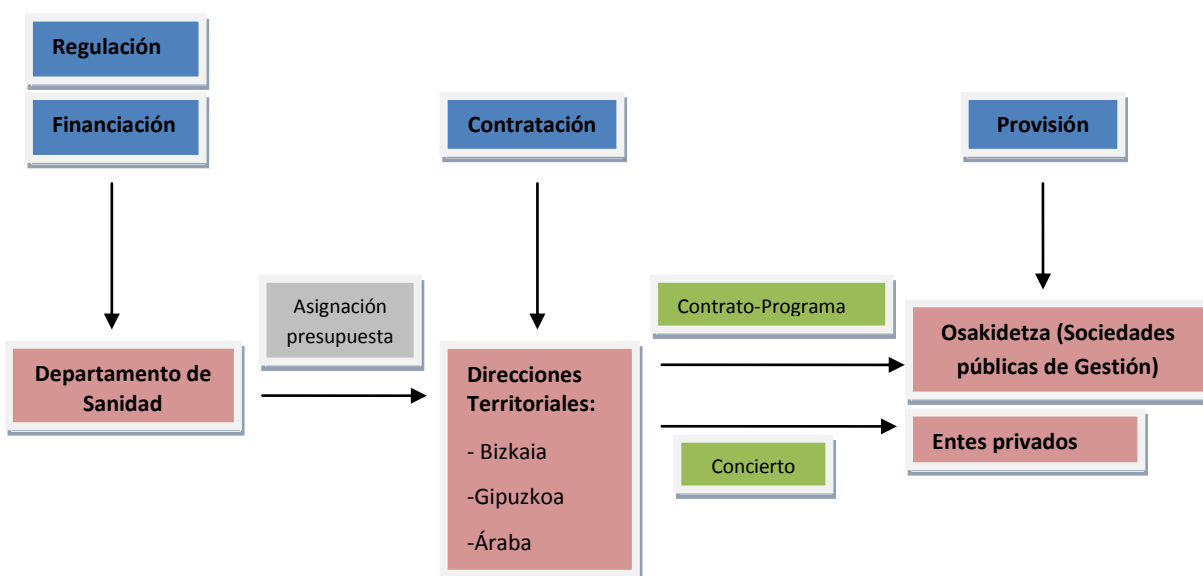 Regulación
Financiación
Contratación
Provisión
Asignación
presupuesta
Contrato-Programa
Departamento de
Sanidad
Direcciones
Territoriales:
- Bizkaia
-Gipuzkoa
-Áraba
Osakidetza (Sociedades
públicas de Gestión)
Entes privados
Concierto